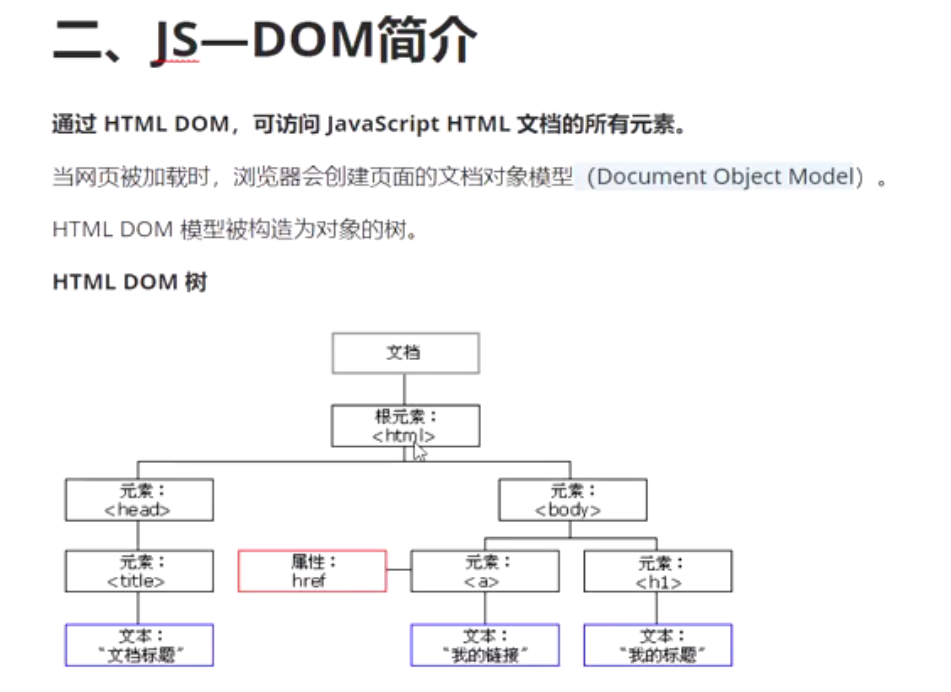 二、JS—DOM简介
通过 HTML DOM，可访问 JavaScript HTML 文档的所有元素。
当网页被加载时，浏览器会创建页面的文档对象模型（Document Object Model）。
HTML DOM 模型被构造为对象的树。
HTML DOM 树
文档
根元素：
<html>
元素：
<head>
元素：
<body>
元素：
<title>
属性：
href
元素：
<a>
元素：
<h1>
文本：
“文档标题”
文本：
“我的链接”
文本：
“我的标题”